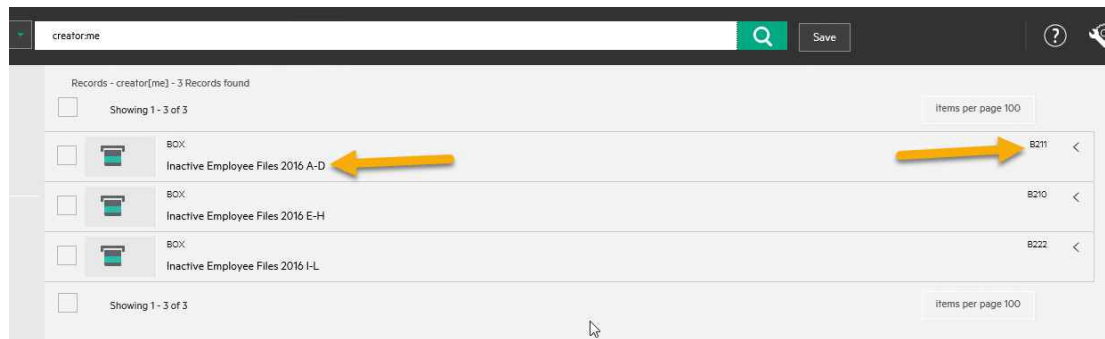 creator:me
Save
?
Records - creator[me] - 3 Records found
Showing 1 - 3 of 3
items per page 100
BOX
B211
Inactive Employee Files 2016 A-D
BOX
B210
Inactive Employee Files 2016 E-H
BOX
B222
Inactive Employee Files 2016 I-L
Showing 1 - 3 of 3
items per page 100